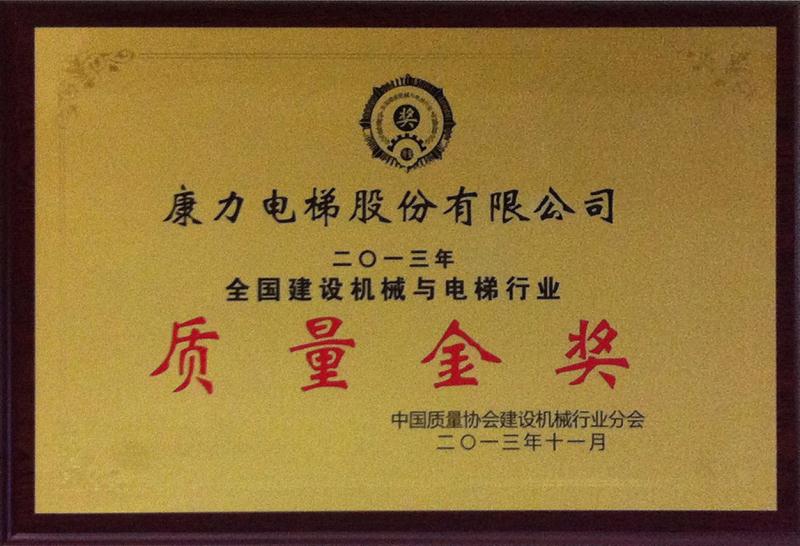 奖
康力电梯股份有限公司
二〇一三年
全国建设机械与电梯行业
质量金奖
中国质量协会建设机械行业分会
二〇一三年十一月